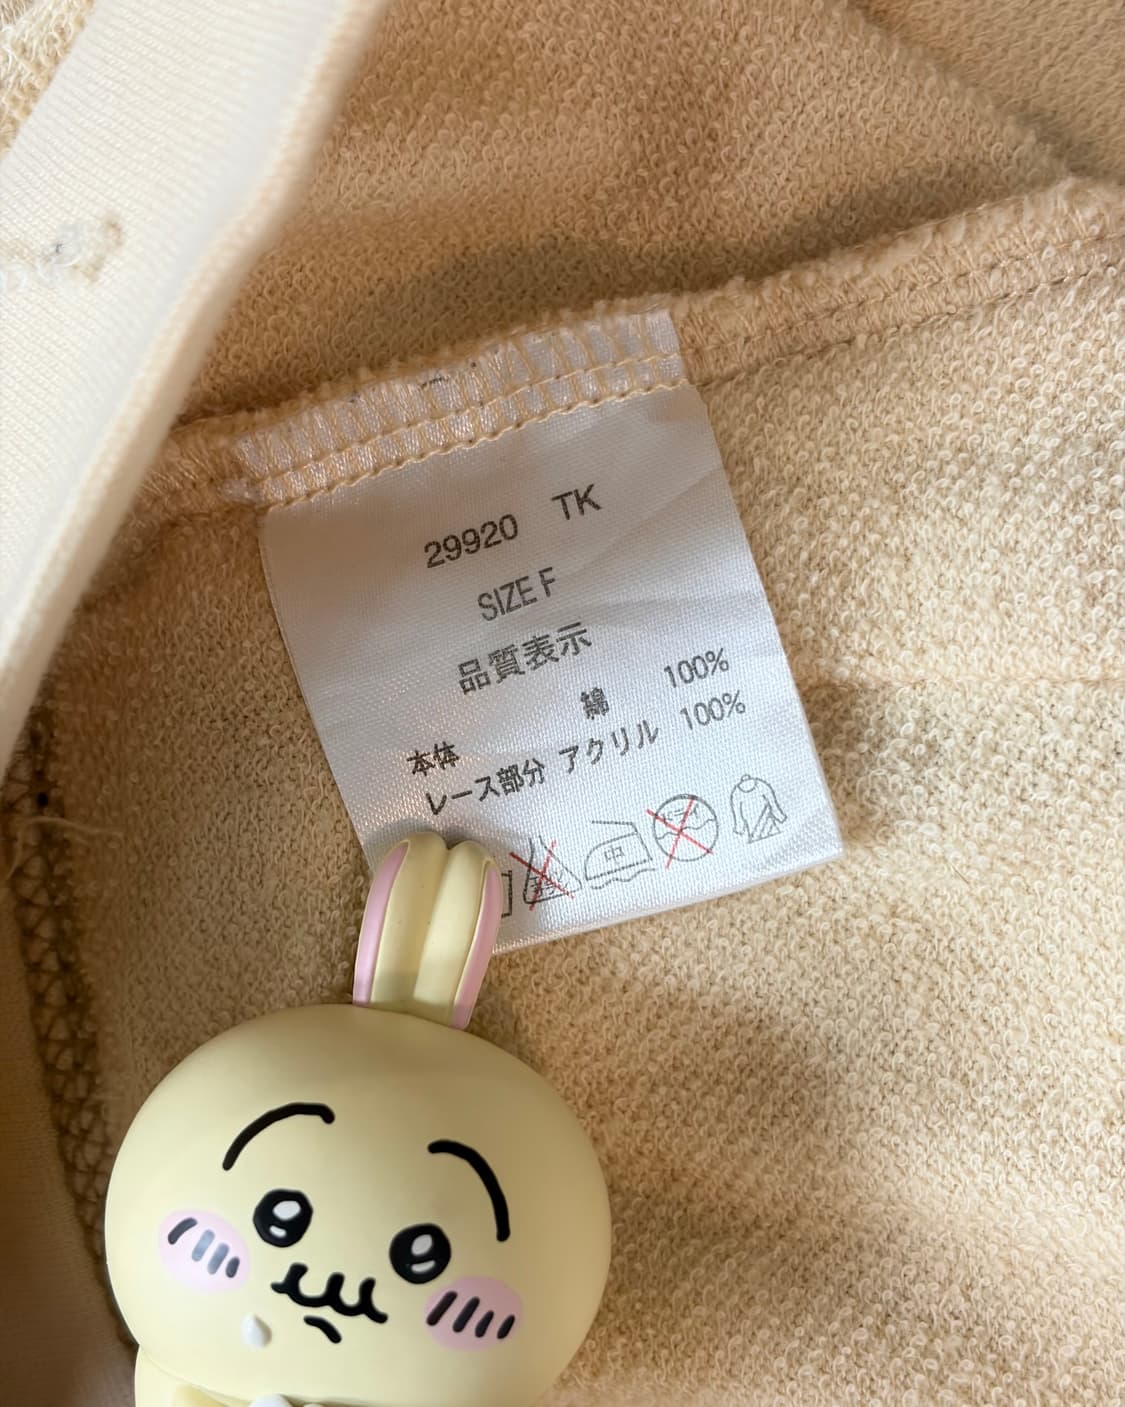 29920 TK
SIZE F
品質表示
本体 綿 100%
レース部分 アクリル 100%
中